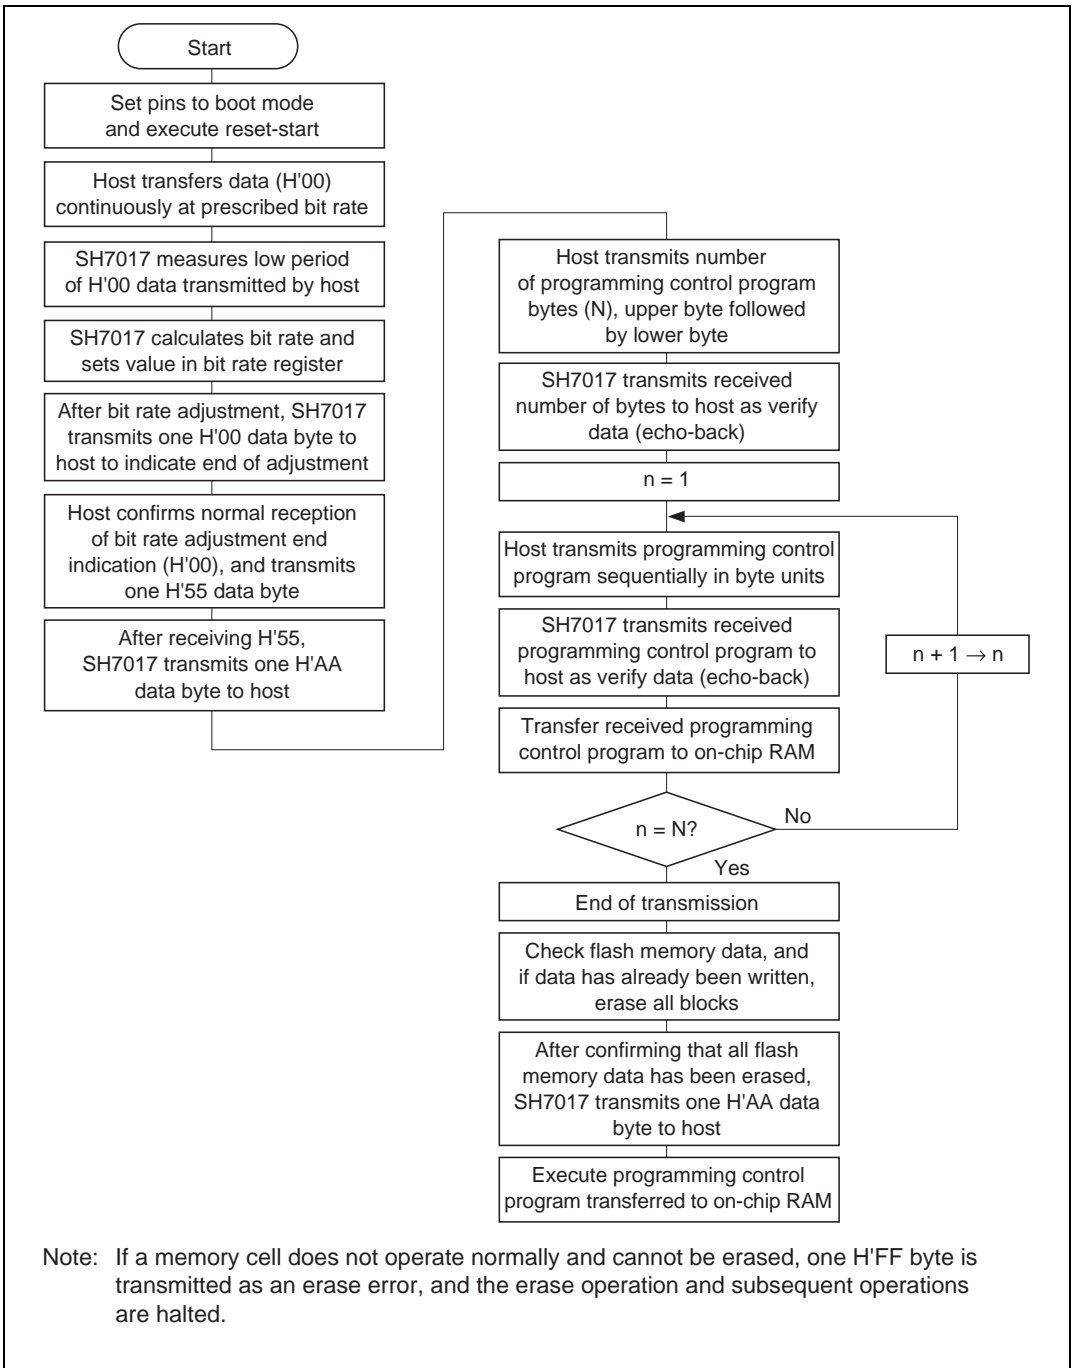 Start
Set pins to boot mode
and execute reset-start
Host transfers data (H'00)
continuously at prescribed bit rate
SH7017 measures low period
of H'00 data transmitted by host
SH7017 calculates bit rate and
sets value in bit rate register
After bit rate adjustment, SH7017
transmits one H'00 data byte to
host to indicate end of adjustment
Host confirms normal reception
of bit rate adjustment end
indication (H'00), and transmits
one H'55 data byte
After receiving H'55,
SH7017 transmits one H'AA
data byte to host
Host transmits number
of programming control program
bytes (N), upper byte followed
by lower byte
SH7017 transmits received
number of bytes to host as verify
data (echo-back)
n = 1
Host transmits programming control
program sequentially in byte units
SH7017 transmits received
programming control program to
host as verify data (echo-back)
n + 1 → n
Transfer received programming
control program to on-chip RAM
n = N?
No
Yes
End of transmission
Check flash memory data, and
if data has already been written,
erase all blocks
After confirming that all flash
memory data has been erased,
SH7017 transmits one H'AA data
byte to host
Execute programming control
program transferred to on-chip RAM
Note: If a memory cell does not operate normally and cannot be erased, one H'FF byte is
transmitted as an erase error, and the erase operation and subsequent operations
are halted.